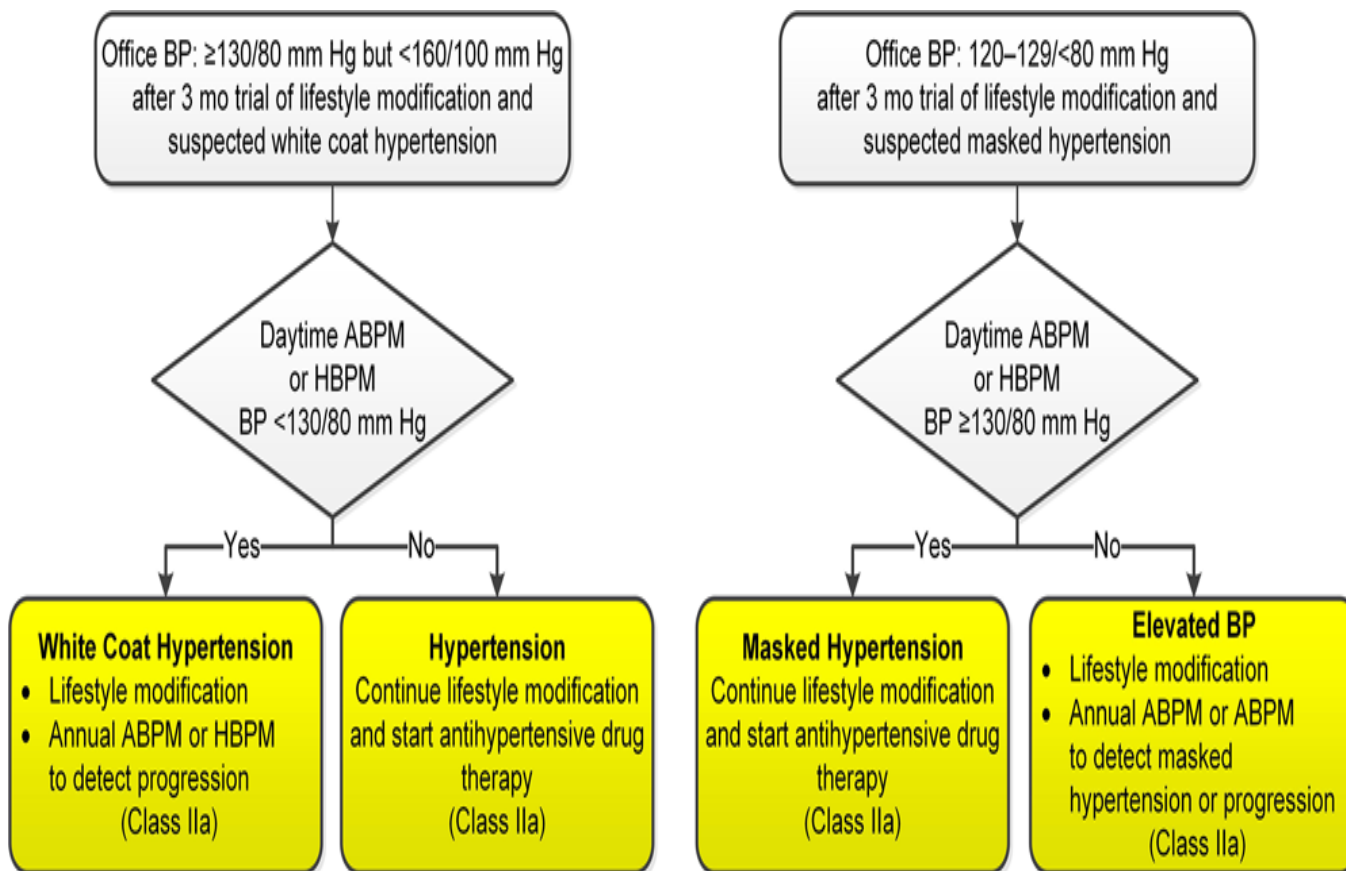 Office BP: ≥130/80 mm Hg but <160/100 mm Hg
after 3 mo trial of lifestyle modification and
suspected white coat hypertension
Daytime ABPM
or HBPM
BP <130/80 mm Hg
Yes
No
White Coat Hypertension
• Lifestyle modification
• Annual ABPM or HBPM
to detect progression
(Class IIa)
Hypertension
Continue lifestyle modification
and start antihypertensive drug
therapy
(Class IIa)
Office BP: 120–129/<80 mm Hg
after 3 mo trial of lifestyle modification and
suspected masked hypertension
Daytime ABPM
or HBPM
BP ≥130/80 mm Hg
Yes
No
Masked Hypertension
Continue lifestyle modification
and start antihypertensive drug
therapy
(Class IIa)
Elevated BP
• Lifestyle modification
• Annual ABPM or ABPM
to detect masked
hypertension or progression
(Class IIa)